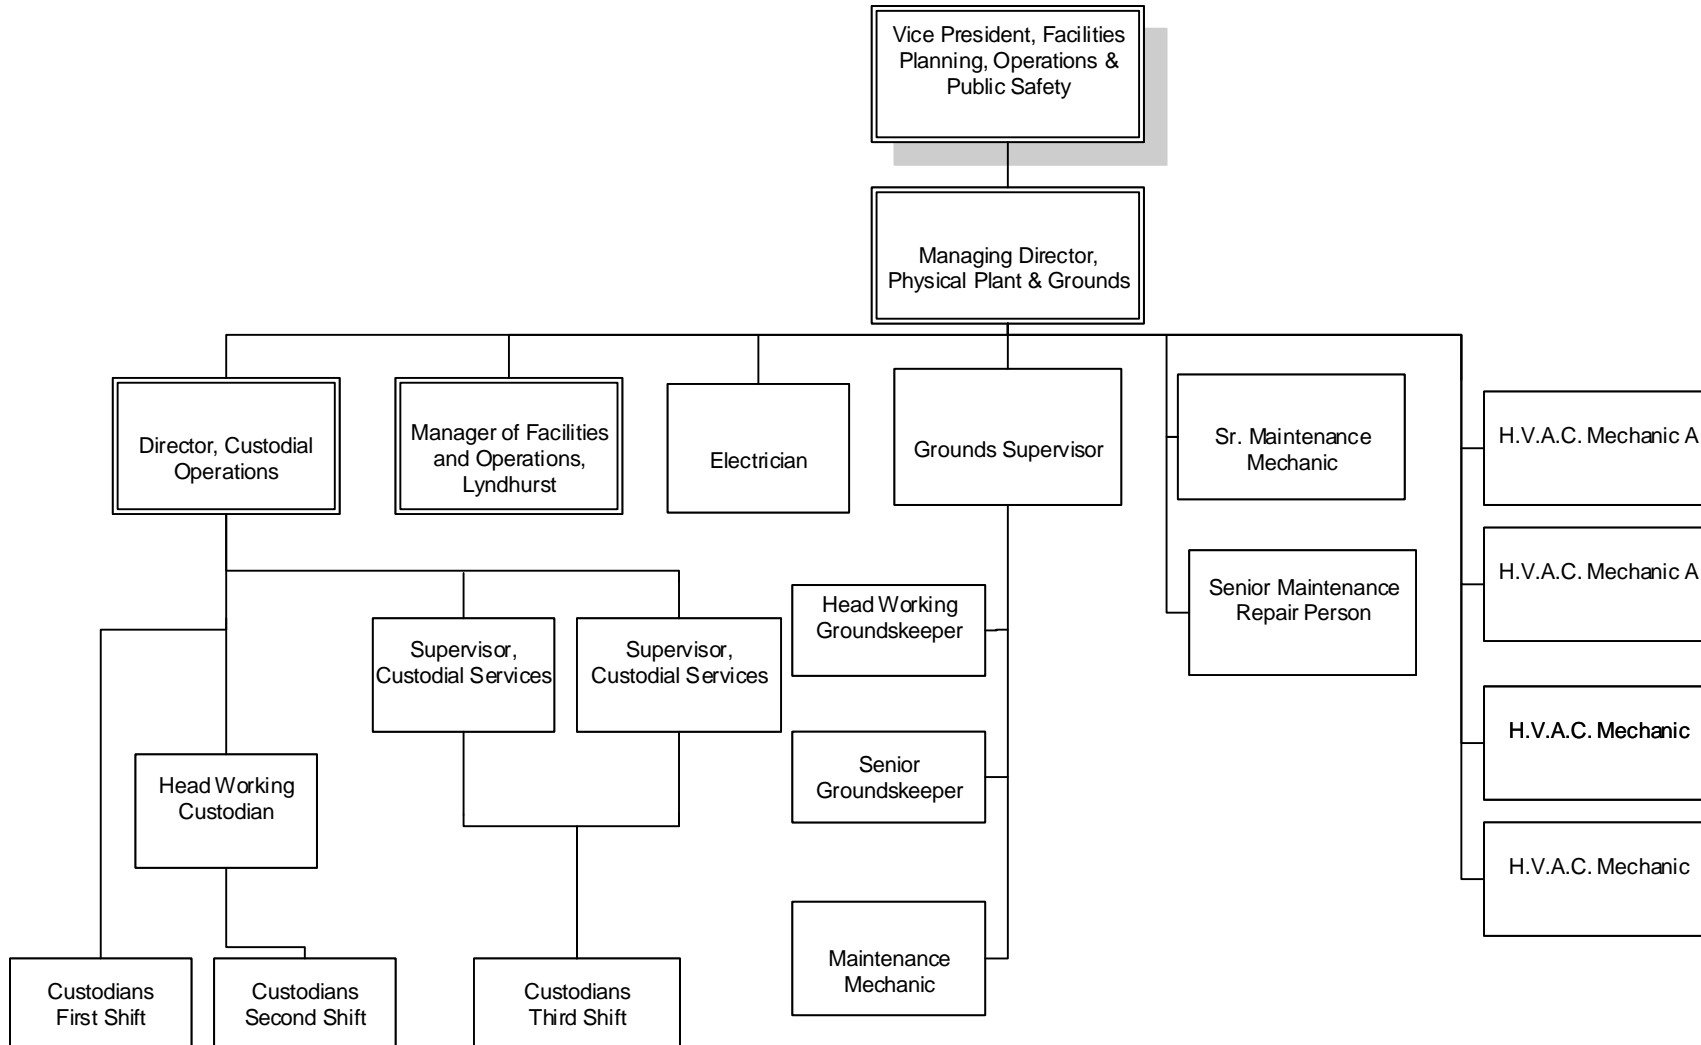 Vice President, Facilities
Planning, Operations &
Public Safety
Managing Director,
Physical Plant & Grounds
Director, Custodial
Operations
Manager of Facilities
and Operations,
Lyndhurst
Electrician
Grounds Supervisor
Sr. Maintenance
Mechanic
H.V.A.C. Mechanic A
H.V.A.C. Mechanic A
Senior Maintenance
Repair Person
Head Working
Groundskeeper
Supervisor,
Custodial Services
Supervisor,
Custodial Services
H.V.A.C. Mechanic
Senior
Groundskeeper
Head Working
Custodian
H.V.A.C. Mechanic
Maintenance
Mechanic
Custodians
First Shift
Custodians
Second Shift
Custodians
Third Shift